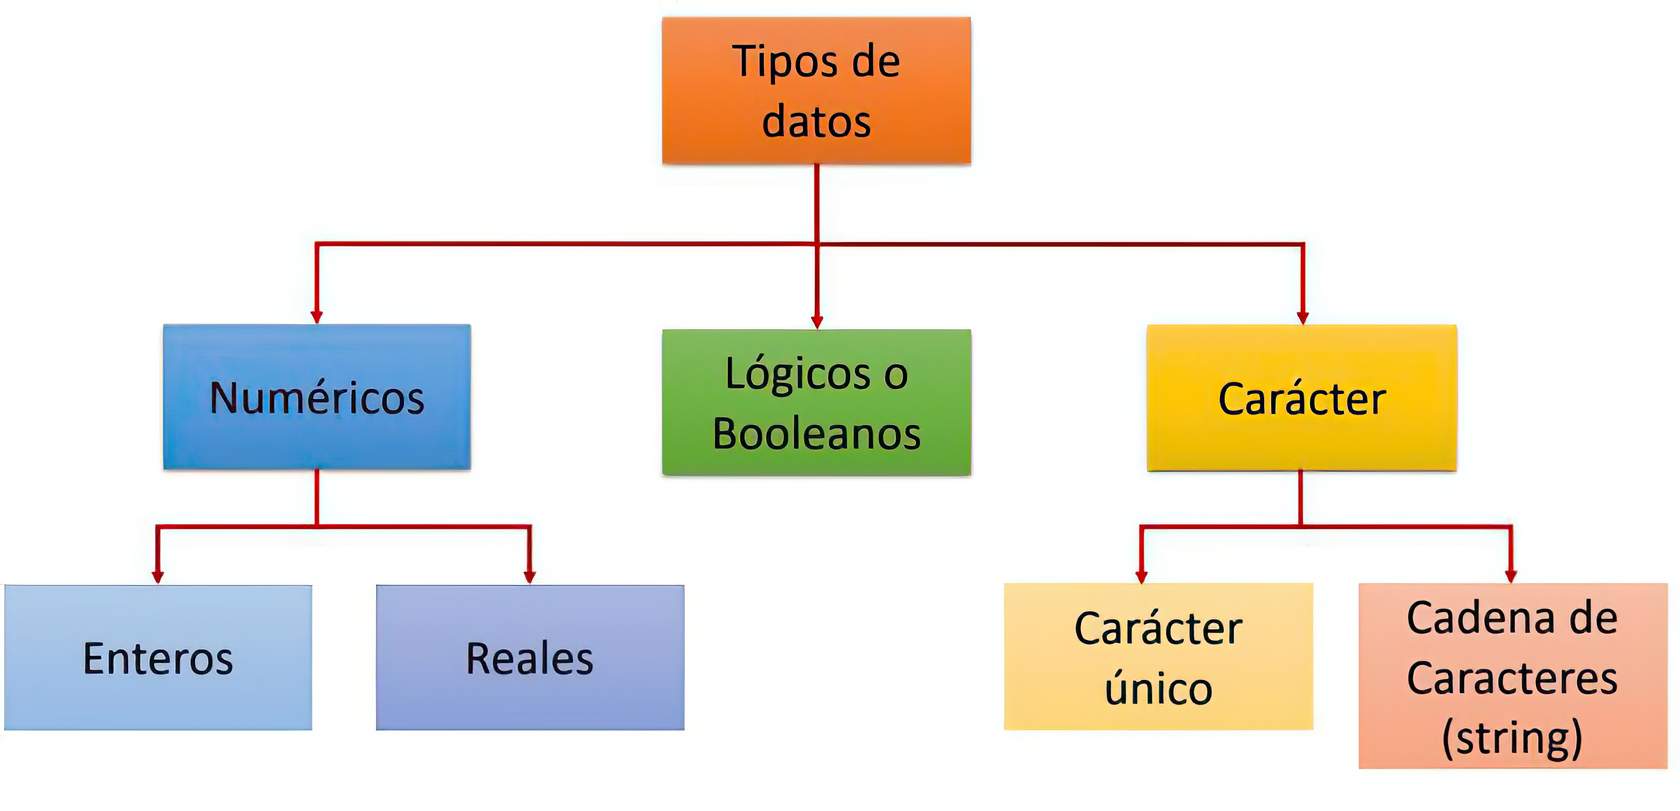 Tipos de
datos
Numéricos
Lógicos o
Booleanos
Carácter
Enteros
Reales
Carácter
único
Cadena de
Caracteres
(string)